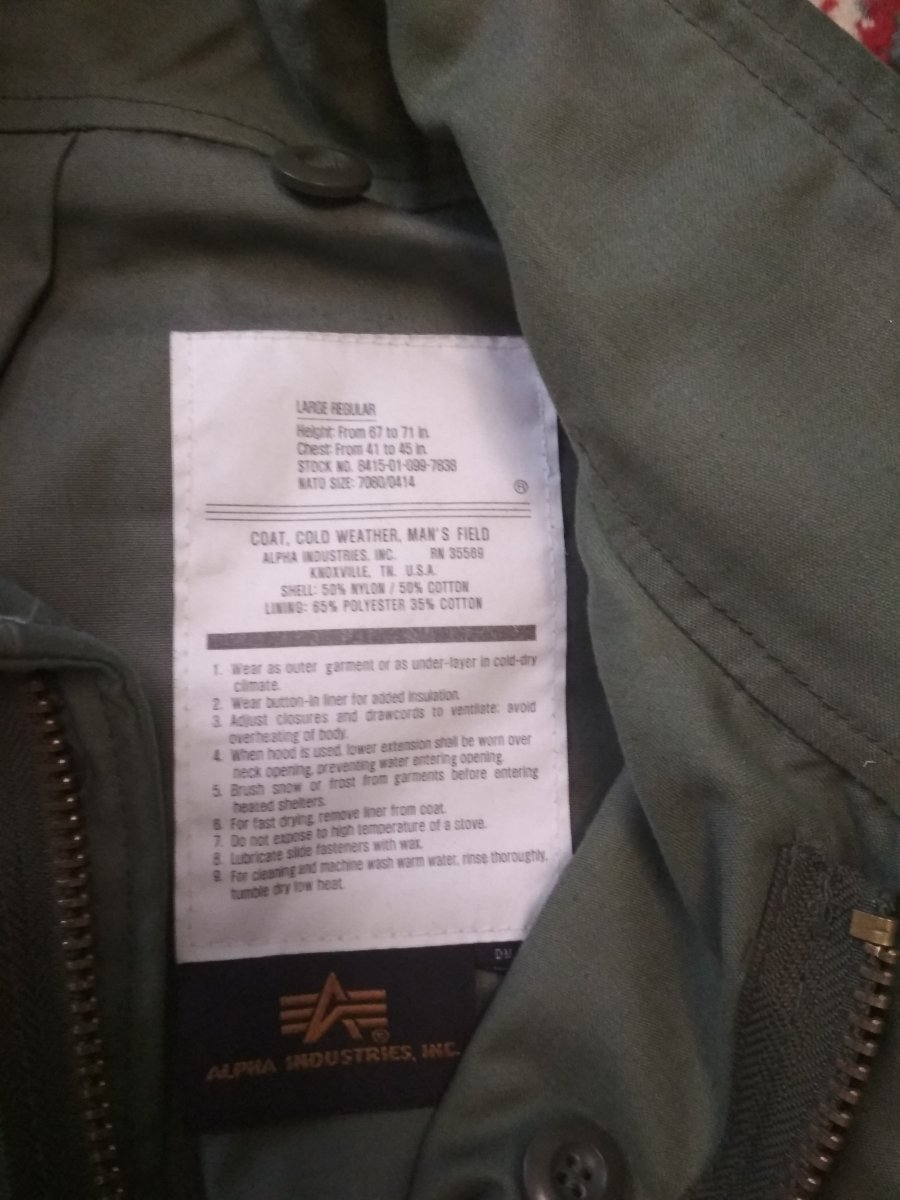 LARGE REGULAR
Height: From 67 to 71 in.
Chest: From 41 to 45 in.
STOCK NO. 8415-01-099-7838
NATO SIZE: 7080/0414
®
COAT, COLD WEATHER, MAN'S FIELD
ALPHA INDUSTRIES, INC. RN 35569
KNOXVILLE, TN. U.S.A.
SHELL: 50% NYLON / 50% COTTON
LINING: 65% POLYESTER 35% COTTON
1. Wear as outer garment or as under-layer in cold-dry
climate.
2. Wear button-in liner for added insulation.
3. Adjust closures and drawcords to ventilate; avoid
overheating of body.
4. When hood is used, lower extension shall be worn over
neck opening, preventing water entering opening.
5. Brush snow or frost from garments before entering
heated shelters.
6. For fast drying, remove liner from coat.
7. Do not expose to high temperature of a stove.
8. Lubricate slide fasteners with wax.
9. For cleaning and machine wash warm water, rinse thoroughly,
tumble dry low heat.
ALPHA INDUSTRIES, INC.